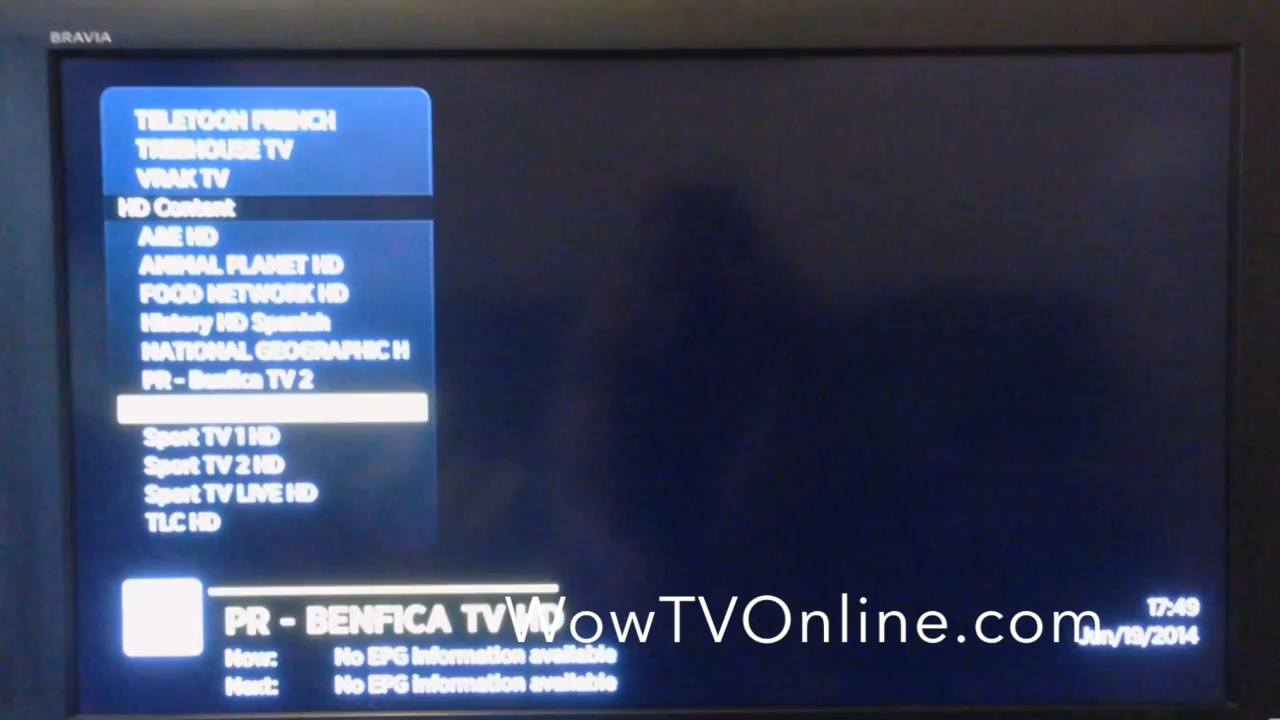 BRAVIA
TELETOON FRENCH
TREEHOUSE TV
VRAK TV
HD Content
A&E HD
ANIMAL PLANET HD
FOOD NETWORK HD
History HD Spanish
NATIONAL GEOGRAPHIC H
PR - Benfica TV 2
Sport TV 1 HD
Sport TV 2 HD
Sport TV LIVE HD
TLC HD
PR - BENFICA TV HD
WowTVOnline.com
17:49
Jun/19/2014
Now: No EPG information available
Next: No EPG information available